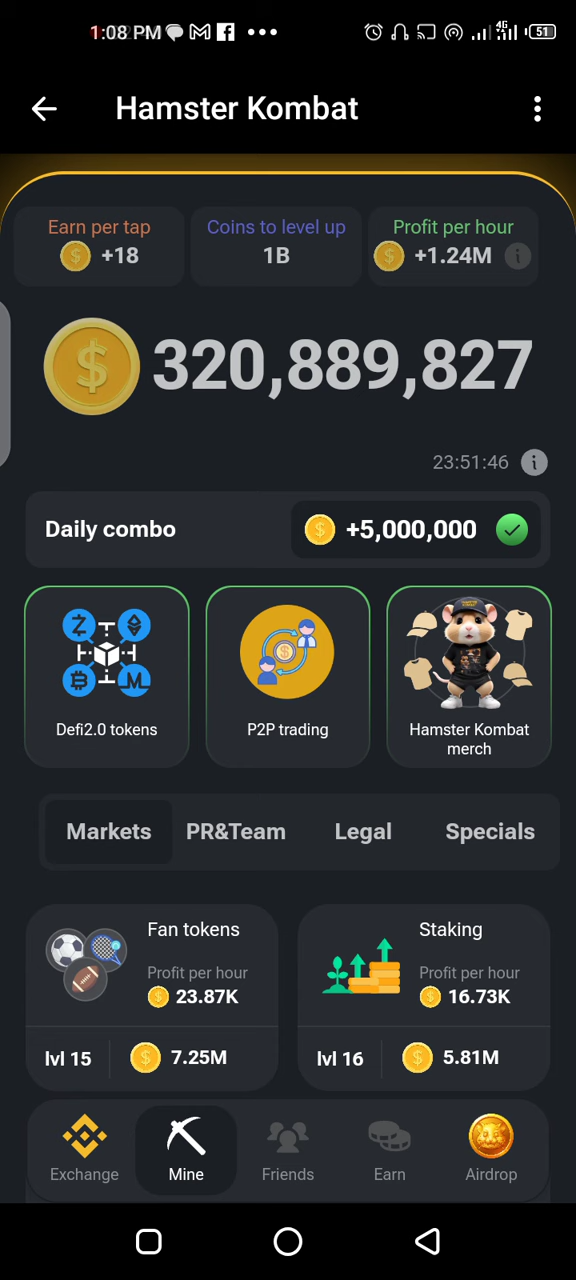 1:08 PM
4G
51
Hamster Kombat
Earn per tap
Coins to level up
Profit per hour
+18
1B
+1.24M
320,889,827
23:51:46
Daily combo
+5,000,000
Defi2.0 tokens
P2P trading
Hamster Kombat
merch
Markets
PR&Team
Legal
Specials
Fan tokens
Profit per hour
23.87K
lvl 15
7.25M
Staking
Profit per hour
16.73K
lvl 16
5.81M
Exchange
Mine
Friends
Earn
Airdrop